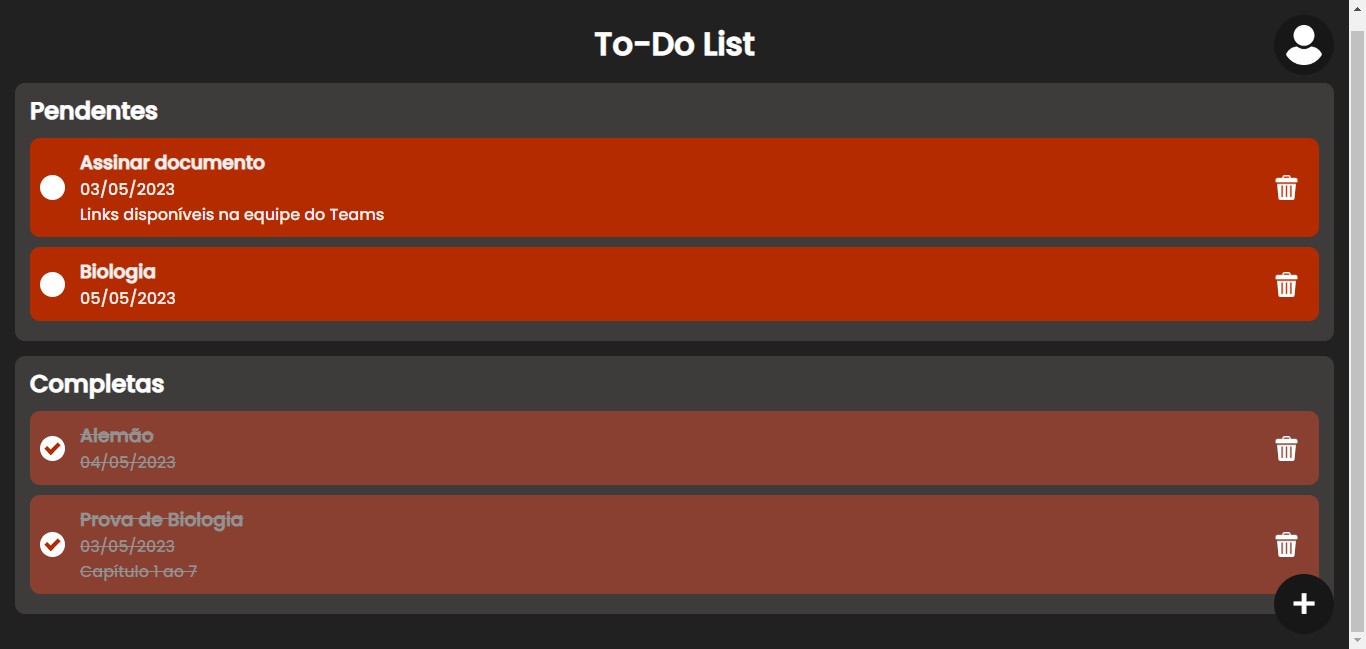 To-Do List
Pendentes
Assinar documento
03/05/2023
Links disponíveis na equipe do Teams
Biologia
05/05/2023
Completas
Alemão
04/05/2023
Prova de Biologia
03/05/2023
Capítulo 1 ao 7